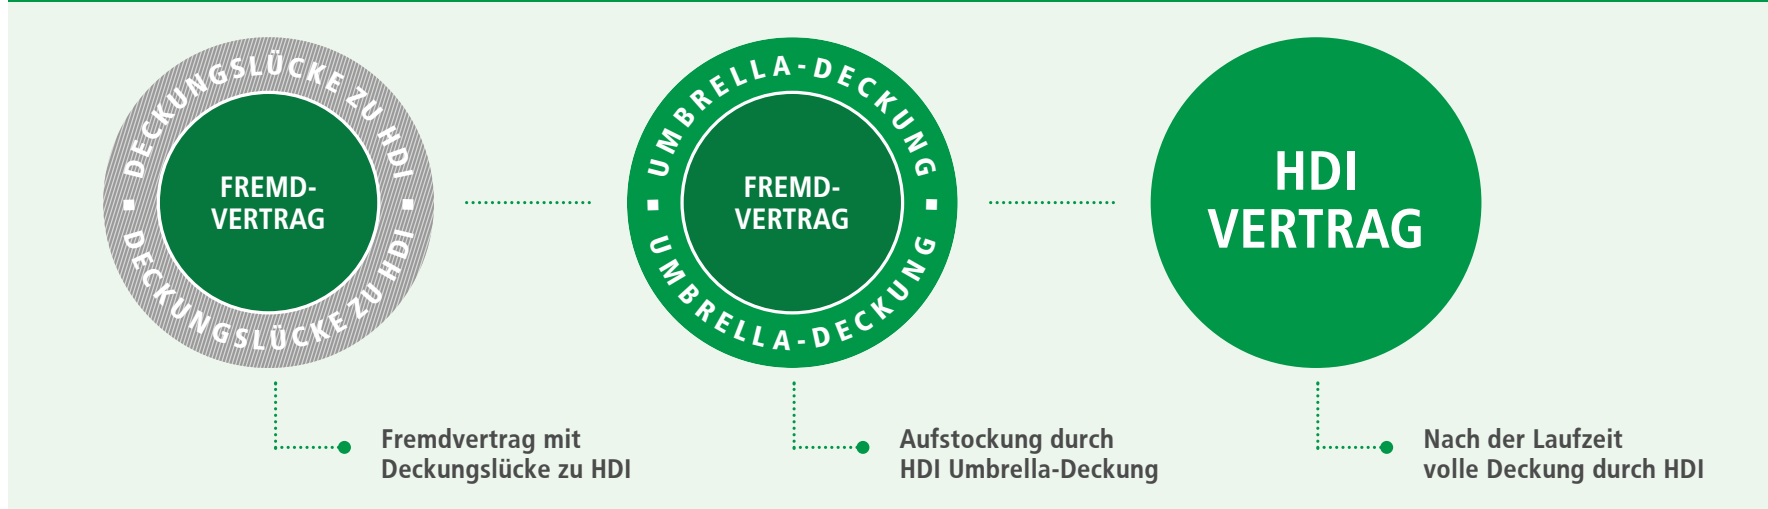 DECKUNGSLÜCKE ZU HDI
DECKUNGSLÜCKE ZU HDI
FREMD-
VERTRAG
UMBRELLA-DECKUNG
UMBRELLA-DECKUNG
FREMD-
VERTRAG
HDI
VERTRAG
Fremdvertrag mit
Deckungslücke zu HDI
Aufstockung durch
HDI Umbrella-Deckung
Nach der Laufzeit
volle Deckung durch HDI